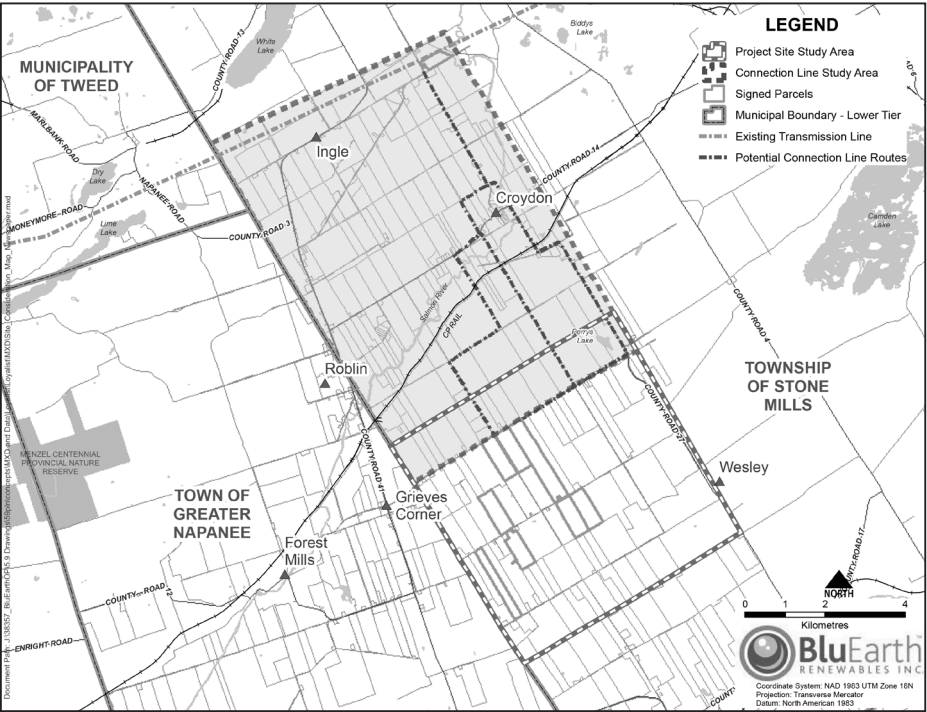 LEGEND
Project Site Study Area
Connection Line Study Area
Signed Parcels
Municipal Boundary - Lower Tier
Existing Transmission Line
Potential Connection Line Routes
MUNICIPALITY
OF TWEED
White
Lake
COUNTY-ROAD-13
Biddys
Lake
MARLBANK-ROAD
Ingle
COUNTY-ROAD-14
Dry
Lake
NAPANEE-ROAD
Croydon
MONEYMORE-ROAD
Lime
Lake
COUNTY-ROAD-3
Camden
Lake
Salmon River
CP RAIL
COUNTY-ROAD-4
Perrys
Lake
Roblin
TOWNSHIP
OF STONE
MILLS
COUNTY-ROAD-27
COUNTY-ROAD-41
MENZEL CENTENNIAL
PROVINCIAL NATURE
RESERVE
Wesley
TOWN OF
GREATER
NAPANEE
Grieves
Corner
Forest
Mills
COUNTY-ROAD-12
ENRIGHT-ROAD
COUNTY-ROAD-17
NORTH
0 1 2 4
Kilometres
BluEarth
RENEWABLES INC.
Coordinate System: NAD 1983 UTM Zone 18N
Projection: Transverse Mercator
Datum: North American 1983
COUNT